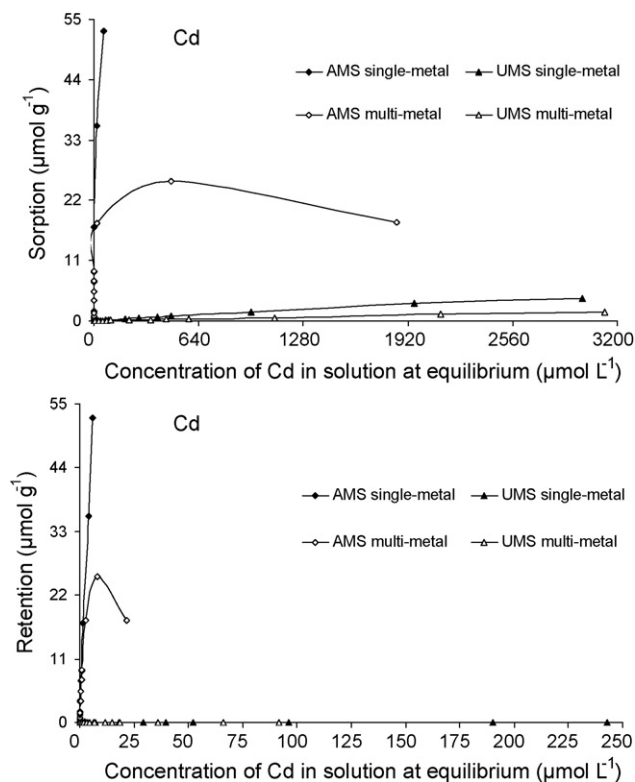 Cd
AMS single-metal
UMS single-metal
AMS multi-metal
UMS multi-metal
Sorption (µmol g⁻¹)
55
44
33
22
11
0
0 640 1280 1920 2560 3200
Concentration of Cd in solution at equilibrium (µmol L⁻¹)
Cd
AMS single-metal
UMS single-metal
AMS multi-metal
UMS multi-metal
Retention (µmol g⁻¹)
55
44
33
22
11
0
0 25 50 75 100 125 150 175 200 225 250
Concentration of Cd in solution at equilibrium (µmol L⁻¹)